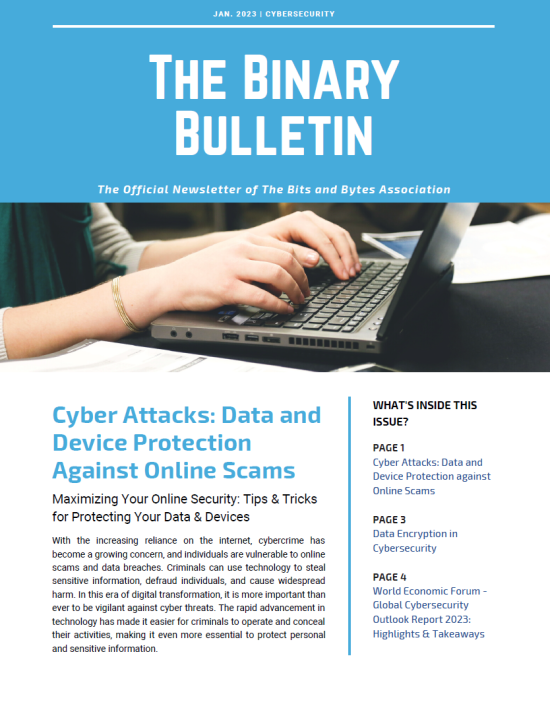 JAN. 2023 | CYBERSECURITY
THE BINARY
BULLETIN
The Official Newsletter of The Bits and Bytes Association
Cyber Attacks: Data and
Device Protection
Against Online Scams
Maximizing Your Online Security: Tips & Tricks
for Protecting Your Data & Devices
With the increasing reliance on the internet, cybercrime has
become a growing concern, and individuals are vulnerable to online
scams and data breaches. Criminals can use technology to steal
sensitive information, defraud individuals, and cause widespread
harm. In this era of digital transformation, it is more important than
ever to be vigilant against cyber threats. The rapid advancement in
technology has made it easier for criminals to operate and conceal
their activities, making it even more essential to protect personal
and sensitive information.
WHAT'S INSIDE THIS
ISSUE?
PAGE 1
Cyber Attacks: Data and
Device Protection against
Online Scams
PAGE 3
Data Encryption in
Cybersecurity
PAGE 4
World Economic Forum -
Global Cybersecurity
Outlook Report 2023:
Highlights & Takeaways